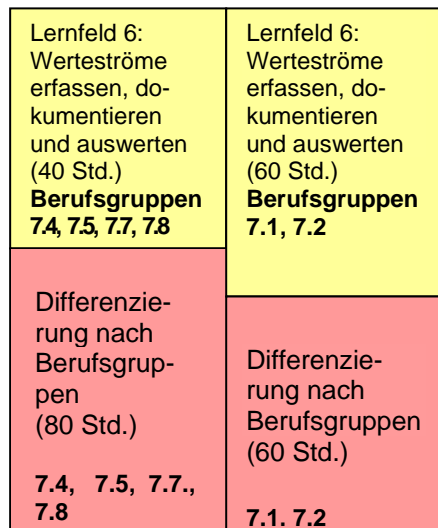 Lernfeld 6:
Werteströme
erfassen, do-
kumentieren
und auswerten
(40 Std.)
Berufsgruppen
7.4, 7.5, 7.7, 7.8
Differenzie-
rung nach
Berufsgrup-
pen
(80 Std.)
7.4, 7.5, 7.7.,
7.8
Lernfeld 6:
Werteströme
erfassen, do-
kumentieren
und auswerten
(60 Std.)
Berufsgruppen
7.1, 7.2
Differenzie-
rung nach
Berufsgruppen
(60 Std.)
7.1. 7.2